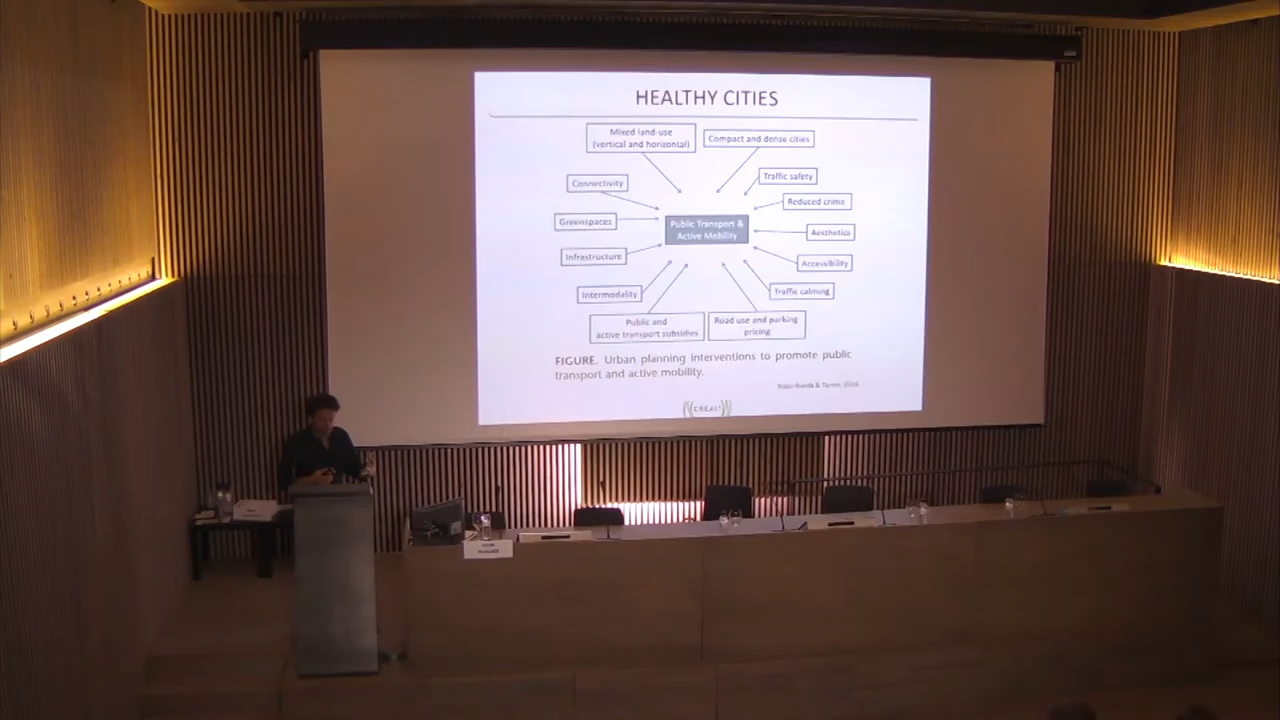 HEALTHY CITIES
Mixed land-use
(vertical and horizontal)
Compact and dense cities
Connectivity
Traffic safety
Reduced crime
Greenspaces
Public Transport &
Active Mobility
Aesthetics
Infrastructure
Accessibility
Intermodality
Traffic calming
Public and
active transport subsidies
Road use and parking
pricing
FIGURE. Urban planning interventions to promote public
transport and active mobility.
CREAL